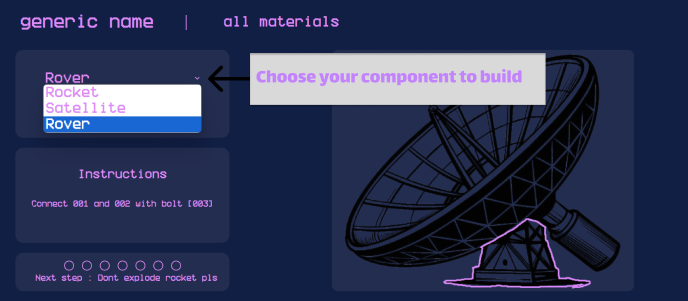 generic name | all materials
Rover
Choose your component to build
Rocket
Satellite
Rover
Instructions
Connect 001 and 002 with bolt [003]
Next step : Dont explode rocket pls